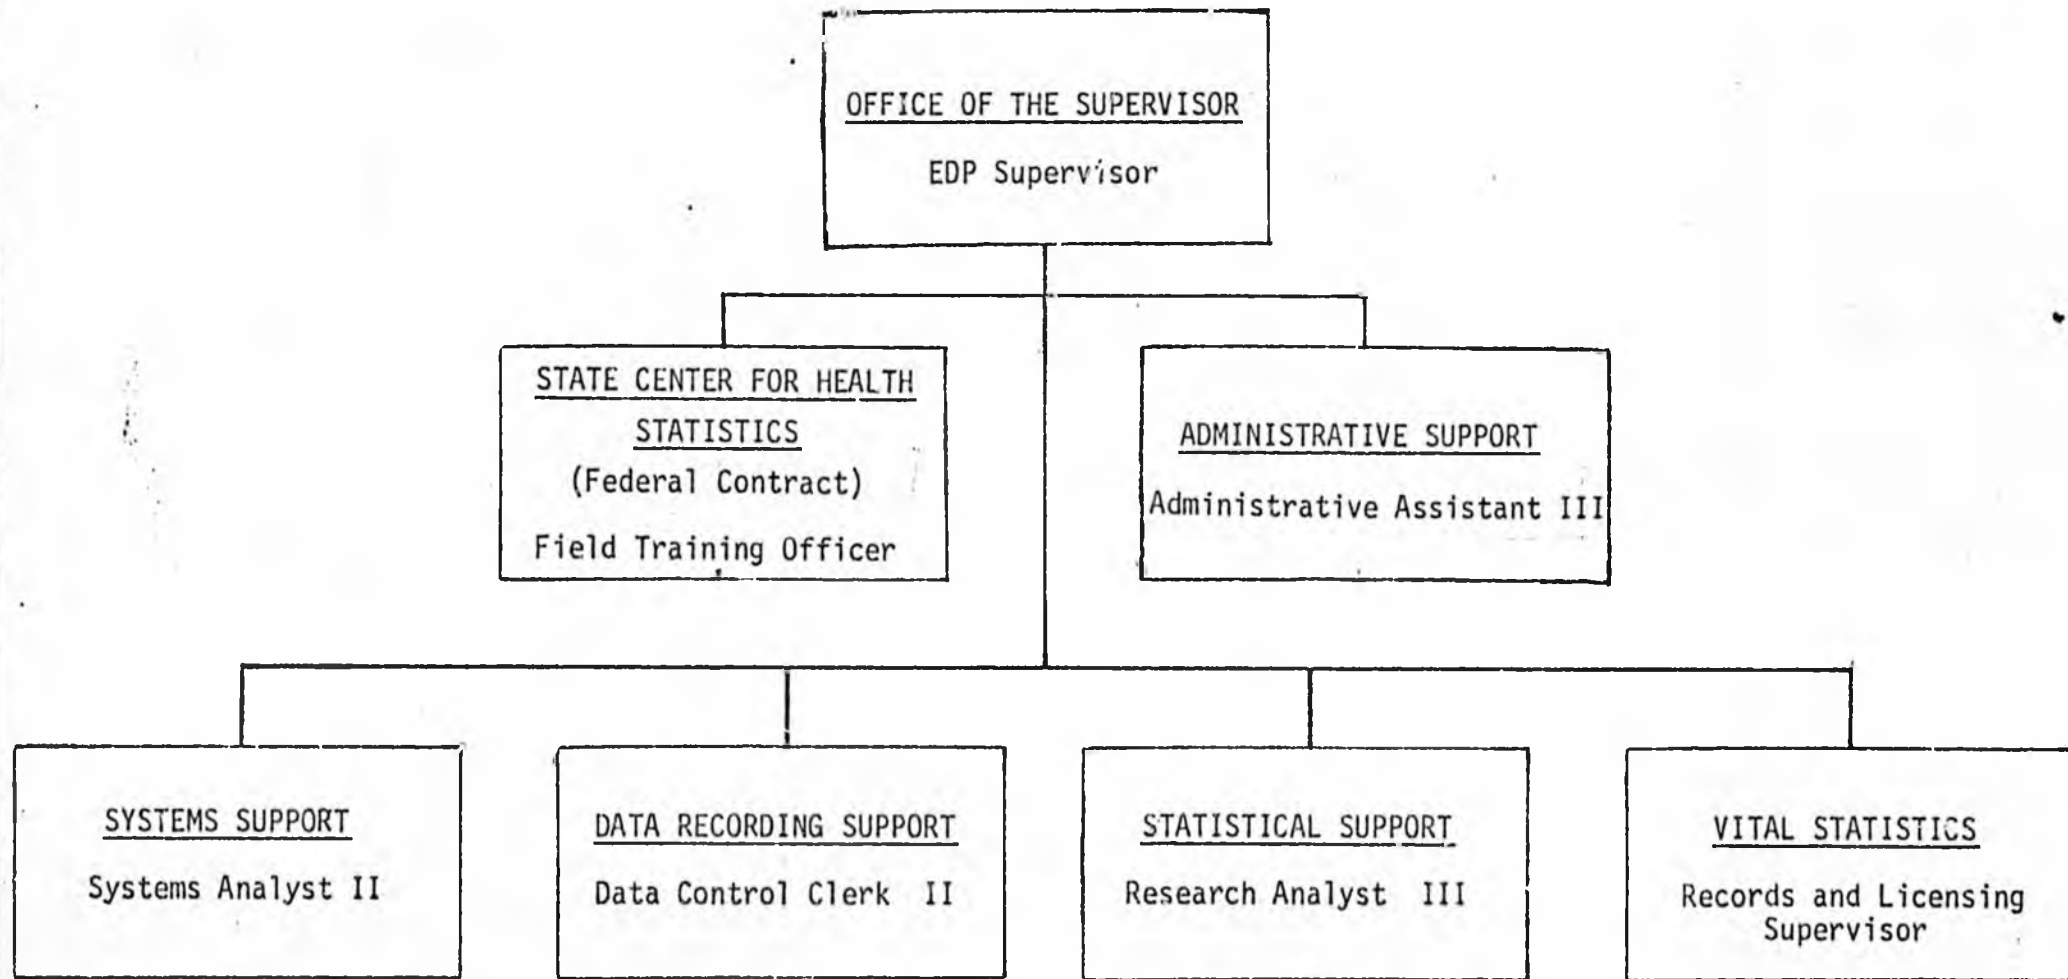 OFFICE OF THE SUPERVISOR
EDP Supervisor
STATE CENTER FOR HEALTH
STATISTICS
(Federal Contract)
Field Training Officer
ADMINISTRATIVE SUPPORT
Administrative Assistant III
SYSTEMS SUPPORT
Systems Analyst II
DATA RECORDING SUPPORT
Data Control Clerk II
STATISTICAL SUPPORT
Research Analyst III
VITAL STATISTICS
Records and Licensing
Supervisor